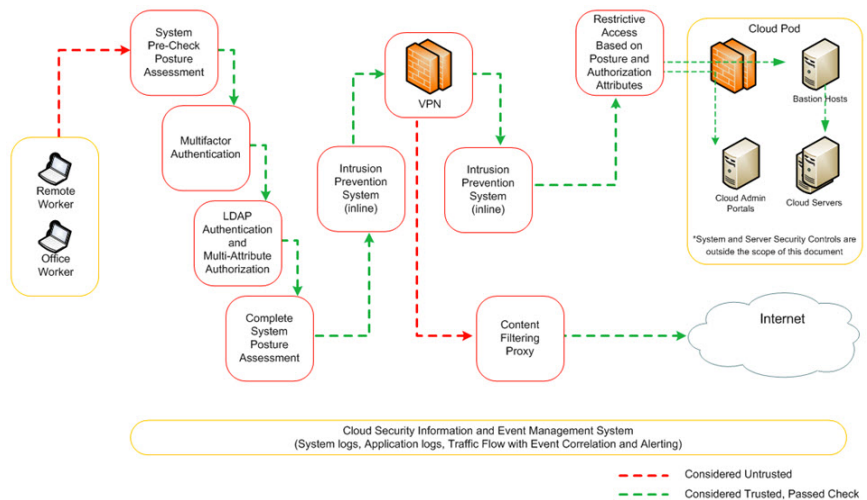 System
Pre-Check
Posture
Assessment
Multifactor
Authentication
LDAP
Authentication
and
Multi-Attribute
Authorization
Complete
System
Posture
Assessment
Remote
Worker
Office
Worker
Intrusion
Prevention
System
(inline)
VPN
Intrusion
Prevention
System
(inline)
Restrictive
Access
Based on
Posture and
Authorization
Attributes
Cloud Pod
Bastion Hosts
Cloud Admin
Portals
Cloud Servers
*System and Server Security Controls are
outside the scope of this document
Content
Filtering
Proxy
Internet
Cloud Security Information and Event Management System
(System logs, Application logs, Traffic Flow with Event Correlation and Alerting)
Considered Untrusted
Considered Trusted, Passed Check